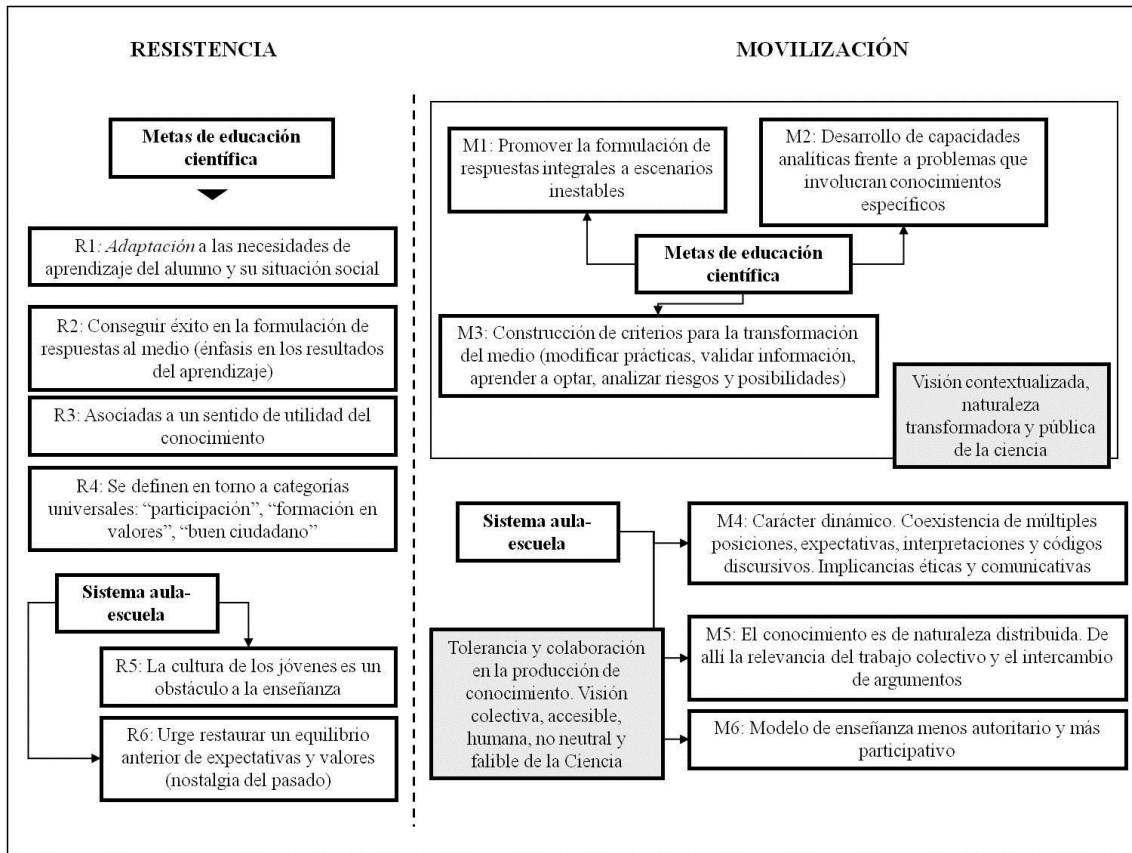 RESISTENCIA
Metas de educación
científica
R1: Adaptación a las necesidades de
aprendizaje del alumno y su situación social
R2: Conseguir éxito en la formulación de
respuestas al medio (énfasis en los resultados
del aprendizaje)
R3: Asociadas a un sentido de utilidad del
conocimiento
R4: Se definen en torno a categorías
universales: “participación”, “formación en
valores”, “buen ciudadano”
Sistema aula-
escuela
R5: La cultura de los jóvenes es un
obstáculo a la enseñanza
R6: Urge restaurar un equilibrio
anterior de expectativas y valores
(nostalgia del pasado)
MOVILIZACIÓN
M1: Promover la formulación de
respuestas integrales a escenarios
inestables
M2: Desarrollo de capacidades
analíticas frente a problemas que
involucran conocimientos
específicos
Metas de educación
científica
M3: Construcción de criterios para la transformación
del medio (modificar prácticas, validar información,
aprender a optar, analizar riesgos y posibilidades)
Visión contextualizada,
naturaleza
transformadora y pública
de la ciencia
Sistema aula-
escuela
M4: Carácter dinámico. Coexistencia de múltiples
posiciones, expectativas, interpretaciones y códigos
discursivos. Implicancias éticas y comunicativas
Tolerancia y colaboración
en la producción de
conocimiento. Visión
colectiva, accesible,
humana, no neutral y
falible de la Ciencia
M5: El conocimiento es de naturaleza distribuida. De
allí la relevancia del trabajo colectivo y el intercambio
de argumentos
M6: Modelo de enseñanza menos autoritario y más
participativo